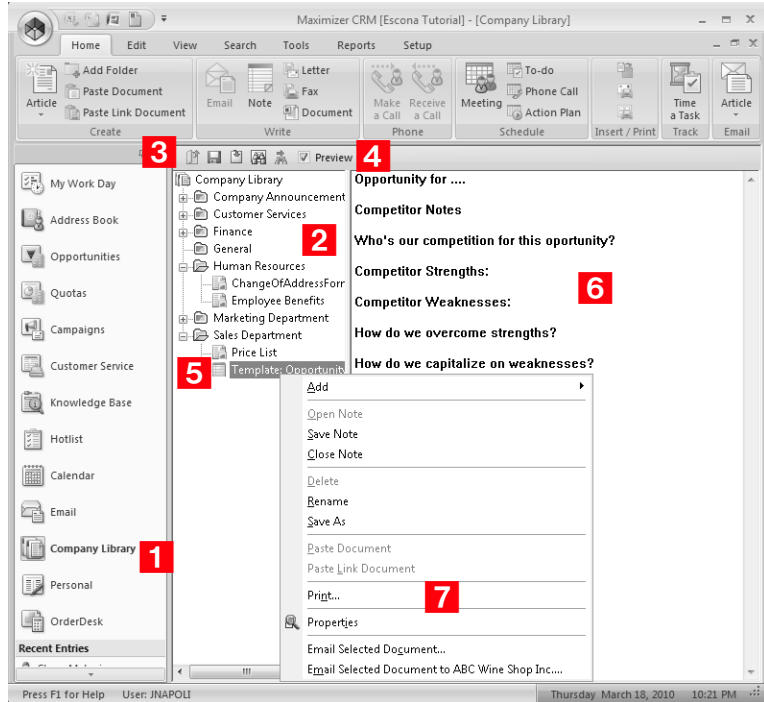 Maximizer CRM [Escona Tutorial] - [Company Library]
Home Edit View Search Tools Reports Setup
Article
Add Folder
Paste Document
Paste Link Document
Create
Email
Note
Letter
Fax
Document
Write
Make a Call
Receive a Call
Phone
Meeting
To-do
Phone Call
Action Plan
Schedule
Insert / Print
Time a Task
Track
Article
Email
3
Preview
4
My Work Day
Address Book
Opportunities
Quotas
Campaigns
Customer Service
Knowledge Base
Hotlist
Calendar
Email
Company Library
1
Personal
OrderDesk
Recent Entries
Company Library
Company Announcement
Customer Services
Finance
2
General
Human Resources
ChangeOfAddressForr
Employee Benefits
Marketing Department
Sales Department
Price List
5
Template: Opportunity
Opportunity for ....
Competitor Notes
Who's our competition for this oportunity?
Competitor Strengths:
6
Competitor Weaknesses:
How do we overcome strengths?
How do we capitalize on weaknesses?
Add
Open Note
Save Note
Close Note
Delete
Rename
Save As
Paste Document
Paste Link Document
Print...
7
Properties
Email Selected Document...
Email Selected Document to ABC Wine Shop Inc....
Press F1 for Help User: JNAPOLI
Thursday March 18, 2010 10:21 PM